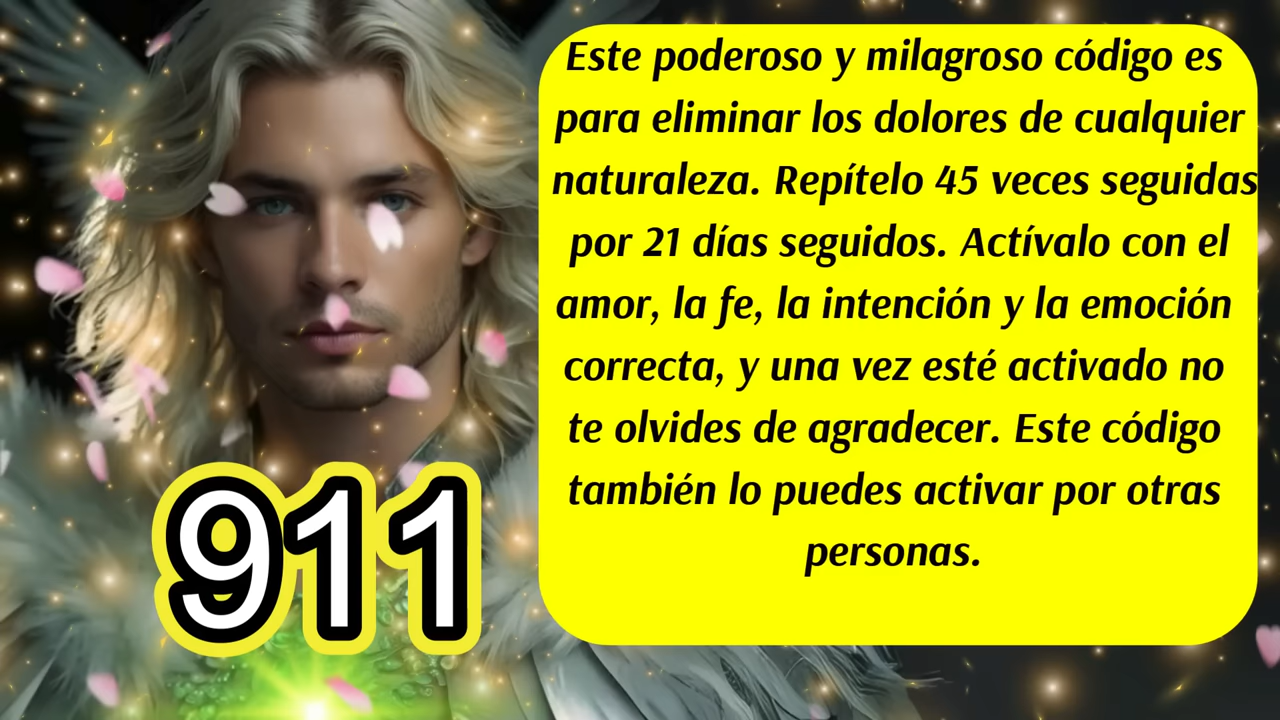 Este poderoso y milagroso código es
para eliminar los dolores de cualquier
naturaleza. Repítelo 45 veces seguidas
por 21 días seguidos. Actívalo con el
amor, la fe, la intención y la emoción
correcta, y una vez esté activado no
te olvides de agradecer. Este código
también lo puedes activar por otras
personas.
911